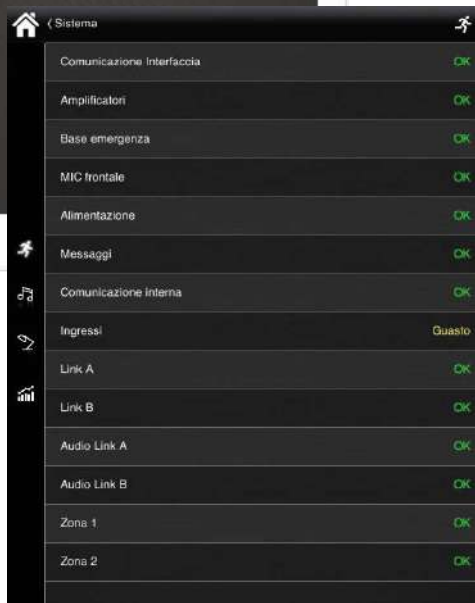 Sistema
Comunicazione Interfaccia OK
Amplificatori OK
Base emergenza OK
MIC frontale OK
Alimentazione OK
Messaggi OK
Comunicazione interna OK
Ingressi Guasto
Link A OK
Link B OK
Audio Link A OK
Audio Link B OK
Zona 1 OK
Zona 2 OK